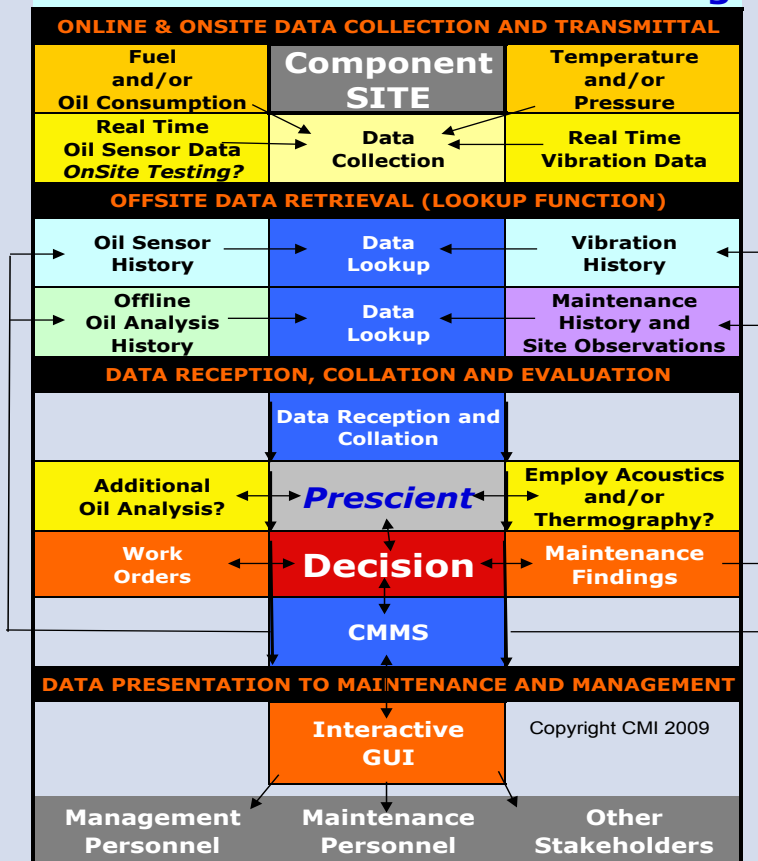 ONLINE & ONSITE DATA COLLECTION AND TRANSMITTAL
Fuel
and/or
Oil Consumption
Component
SITE
Temperature
and/or
Pressure
Real Time
Oil Sensor Data
OnSite Testing?
Data
Collection
Real Time
Vibration Data
OFFSITE DATA RETRIEVAL (LOOKUP FUNCTION)
Oil Sensor
History
Data
Lookup
Vibration
History
Offline
Oil Analysis
History
Data
Lookup
Maintenance
History and
Site Observations
DATA RECEPTION, COLLATION AND EVALUATION
Data Reception and
Collation
Additional
Oil Analysis?
Prescient
Employ Acoustics
and/or
Thermography?
Work
Orders
Decision
Maintenance
Findings
CMMS
DATA PRESENTATION TO MAINTENANCE AND MANAGEMENT
Interactive
GUI
Copyright CMI 2009
Management
Personnel
Maintenance
Personnel
Other
Stakeholders